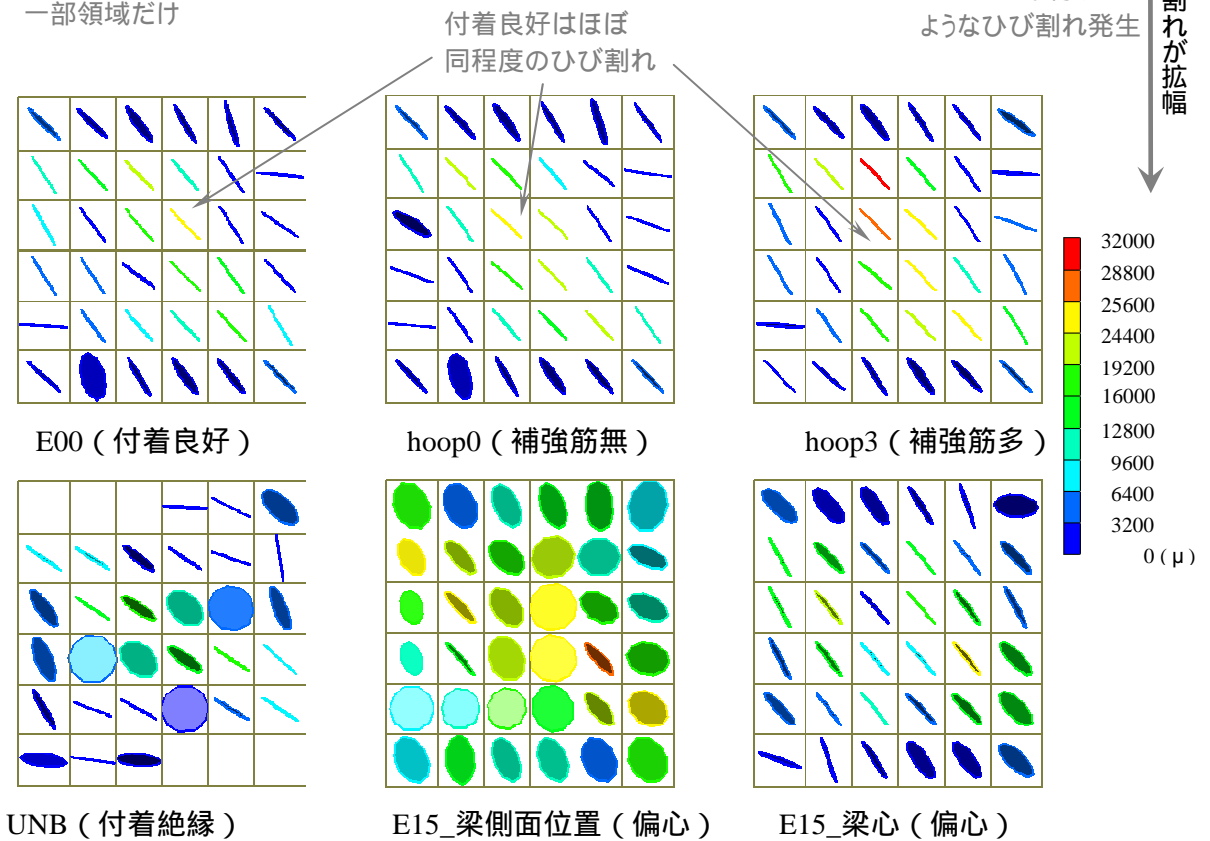 一部領域だけ
付着良好はほぼ
同程度のひび割れ
ようなひび割れ発生
割れが拡幅
E00（付着良好）
hoop0（補強筋無）
hoop3（補強筋多）
32000
28800
25600
24400
19200
16000
12800
9600
6400
3200
0(μ)
UNB（付着絶縁）
E15_梁側面位置（偏心）
E15_梁心（偏心）